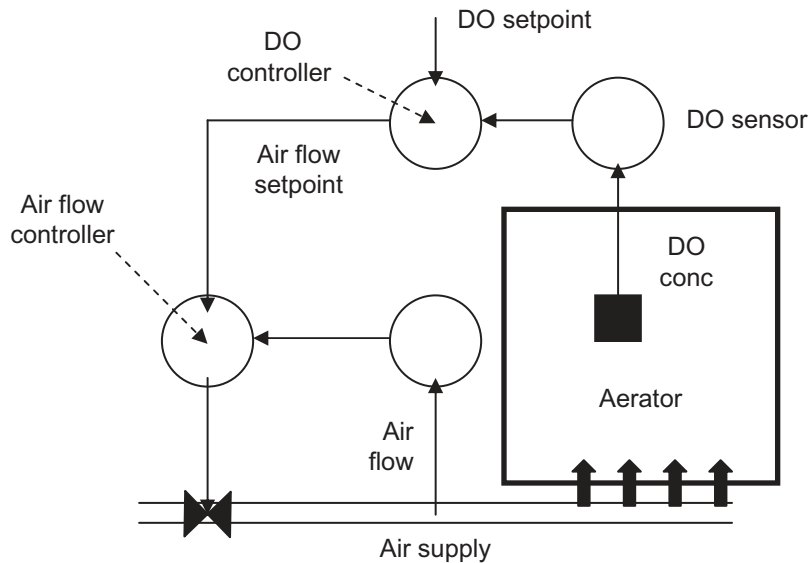 DO setpoint
DO
controller
DO sensor
Air flow
setpoint
Air flow
controller
DO
conc
Aerator
Air
flow
Air supply